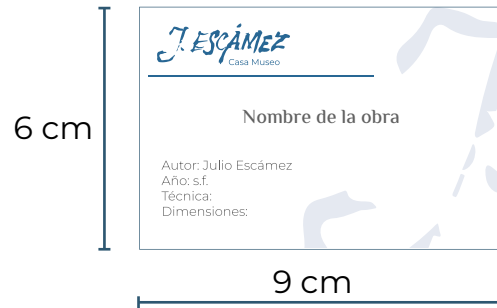 J. ESCÁMEZ
Casa Museo
6 cm
Nombre de la obra
Autor: Julio Escámez
Año: s.f.
Técnica:
Dimensiones:
9 cm